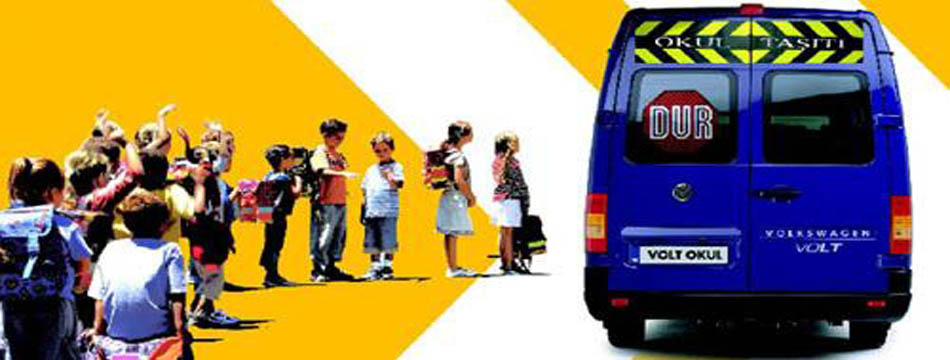 OKUL TAŞITI
DUR
VOLKSWAGEN
VOLT
VOLT OKUL